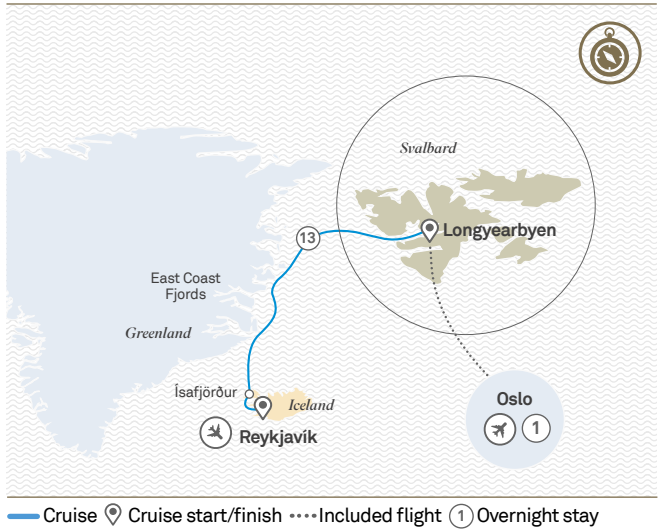 Svalbard
Longyearbyen
13
East Coast
Fjords
Greenland
Ísafjörður
Iceland
Reykjavík
Oslo
1
Cruise Cruise start/finish Included flight 1 Overnight stay